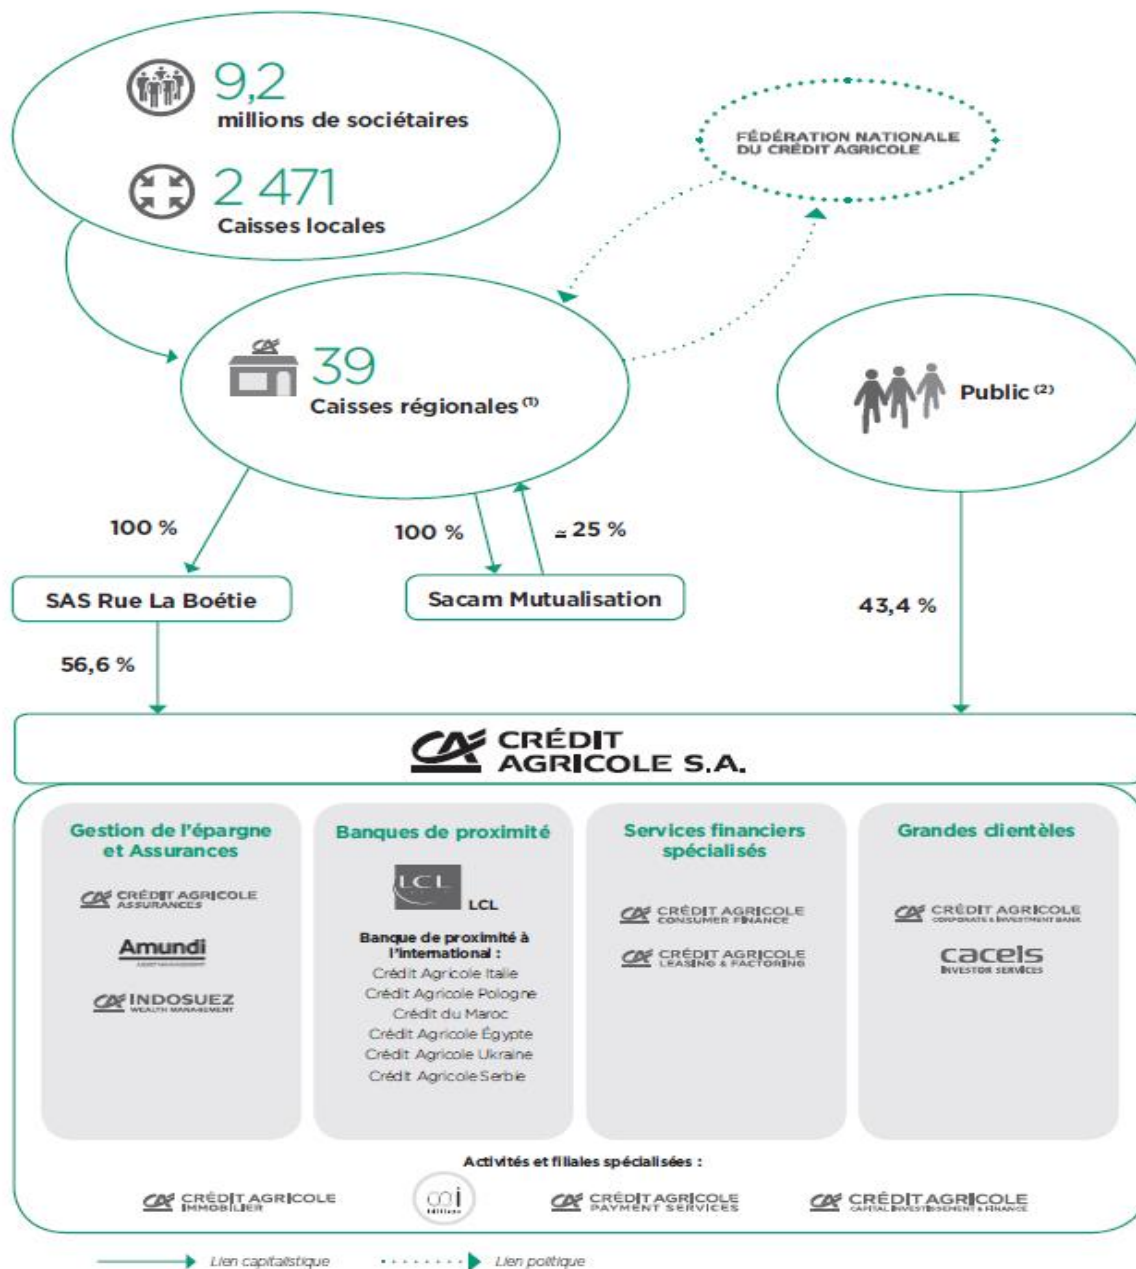 9,2
millions de sociétaires
2 471
Caisses locales
FÉDÉRATION NATIONALE
DU CRÉDIT AGRICOLE
39
Caisses régionales (1)
Public (2)
100 %
100 %
≃ 25 %
SAS Rue La Boétie
Sacam Mutualisation
43,4 %
56,6 %
CRÉDIT
AGRICOLE S.A.
Gestion de l'épargne
et Assurances
CRÉDIT AGRICOLE
ASSURANCES
Amundi
ASSET MANAGEMENT
INDOSUEZ
WEALTH MANAGEMENT
Banques de proximité
LCL
LCL
Banque de proximité à
l'international :
Crédit Agricole Italie
Crédit Agricole Pologne
Crédit du Maroc
Crédit Agricole Égypte
Crédit Agricole Ukraine
Crédit Agricole Serbie
Services financiers
spécialisés
CRÉDIT AGRICOLE
CONSUMER FINANCE
CRÉDIT AGRICOLE
LEASING & FACTORING
Grandes clientèles
CRÉDIT AGRICOLE
CORPORATE & INVESTMENT BANK
caceis
INVESTOR SERVICES
Activités et filiales spécialisées :
CRÉDIT AGRICOLE
IMMOBILIER
éditions
CRÉDIT AGRICOLE
PAYMENT SERVICES
CRÉDIT AGRICOLE
CAPITAL INVESTISSEMENT & FINANCE
Lien capitalistique
Lien politique